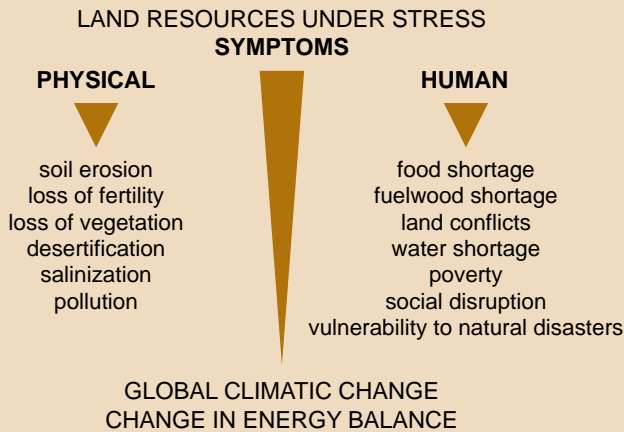 LAND RESOURCES UNDER STRESS
SYMPTOMS
PHYSICAL
soil erosion
loss of fertility
loss of vegetation
desertification
salinization
pollution
HUMAN
food shortage
fuelwood shortage
land conflicts
water shortage
poverty
social disruption
vulnerability to natural disasters
GLOBAL CLIMATIC CHANGE
CHANGE IN ENERGY BALANCE